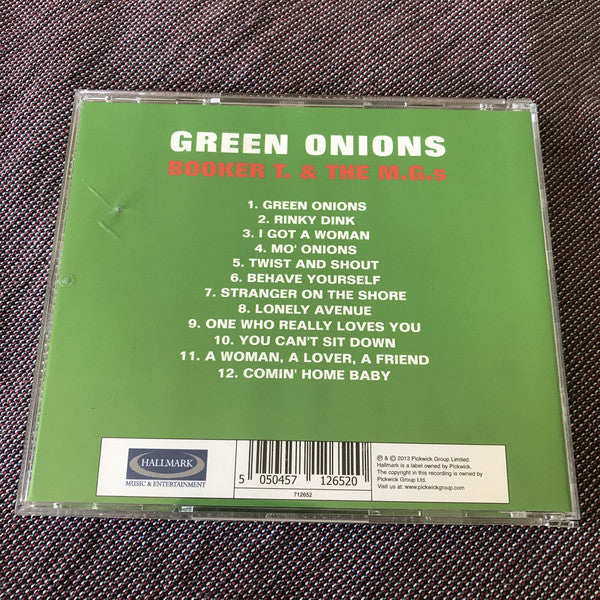 GREEN ONIONS
BOOKER T. & THE M.G.s
1. GREEN ONIONS
2. RINKY DINK
3. I GOT A WOMAN
4. MO' ONIONS
5. TWIST AND SHOUT
6. BEHAVE YOURSELF
7. STRANGER ON THE SHORE
8. LONELY AVENUE
9. ONE WHO REALLY LOVES YOU
10. YOU CAN'T SIT DOWN
11. A WOMAN, A LOVER, A FRIEND
12. COMIN' HOME BABY
HALLMARK
MUSIC & ENTERTAINMENT
5 050457 126520
712652
℗ & © 2013 Pickwick Group Limited.
Hallmark is a label owned by Pickwick.
The copyright in this recording is owned by
Pickwick Group Ltd.
Visit us at: www.pickwickgroup.com